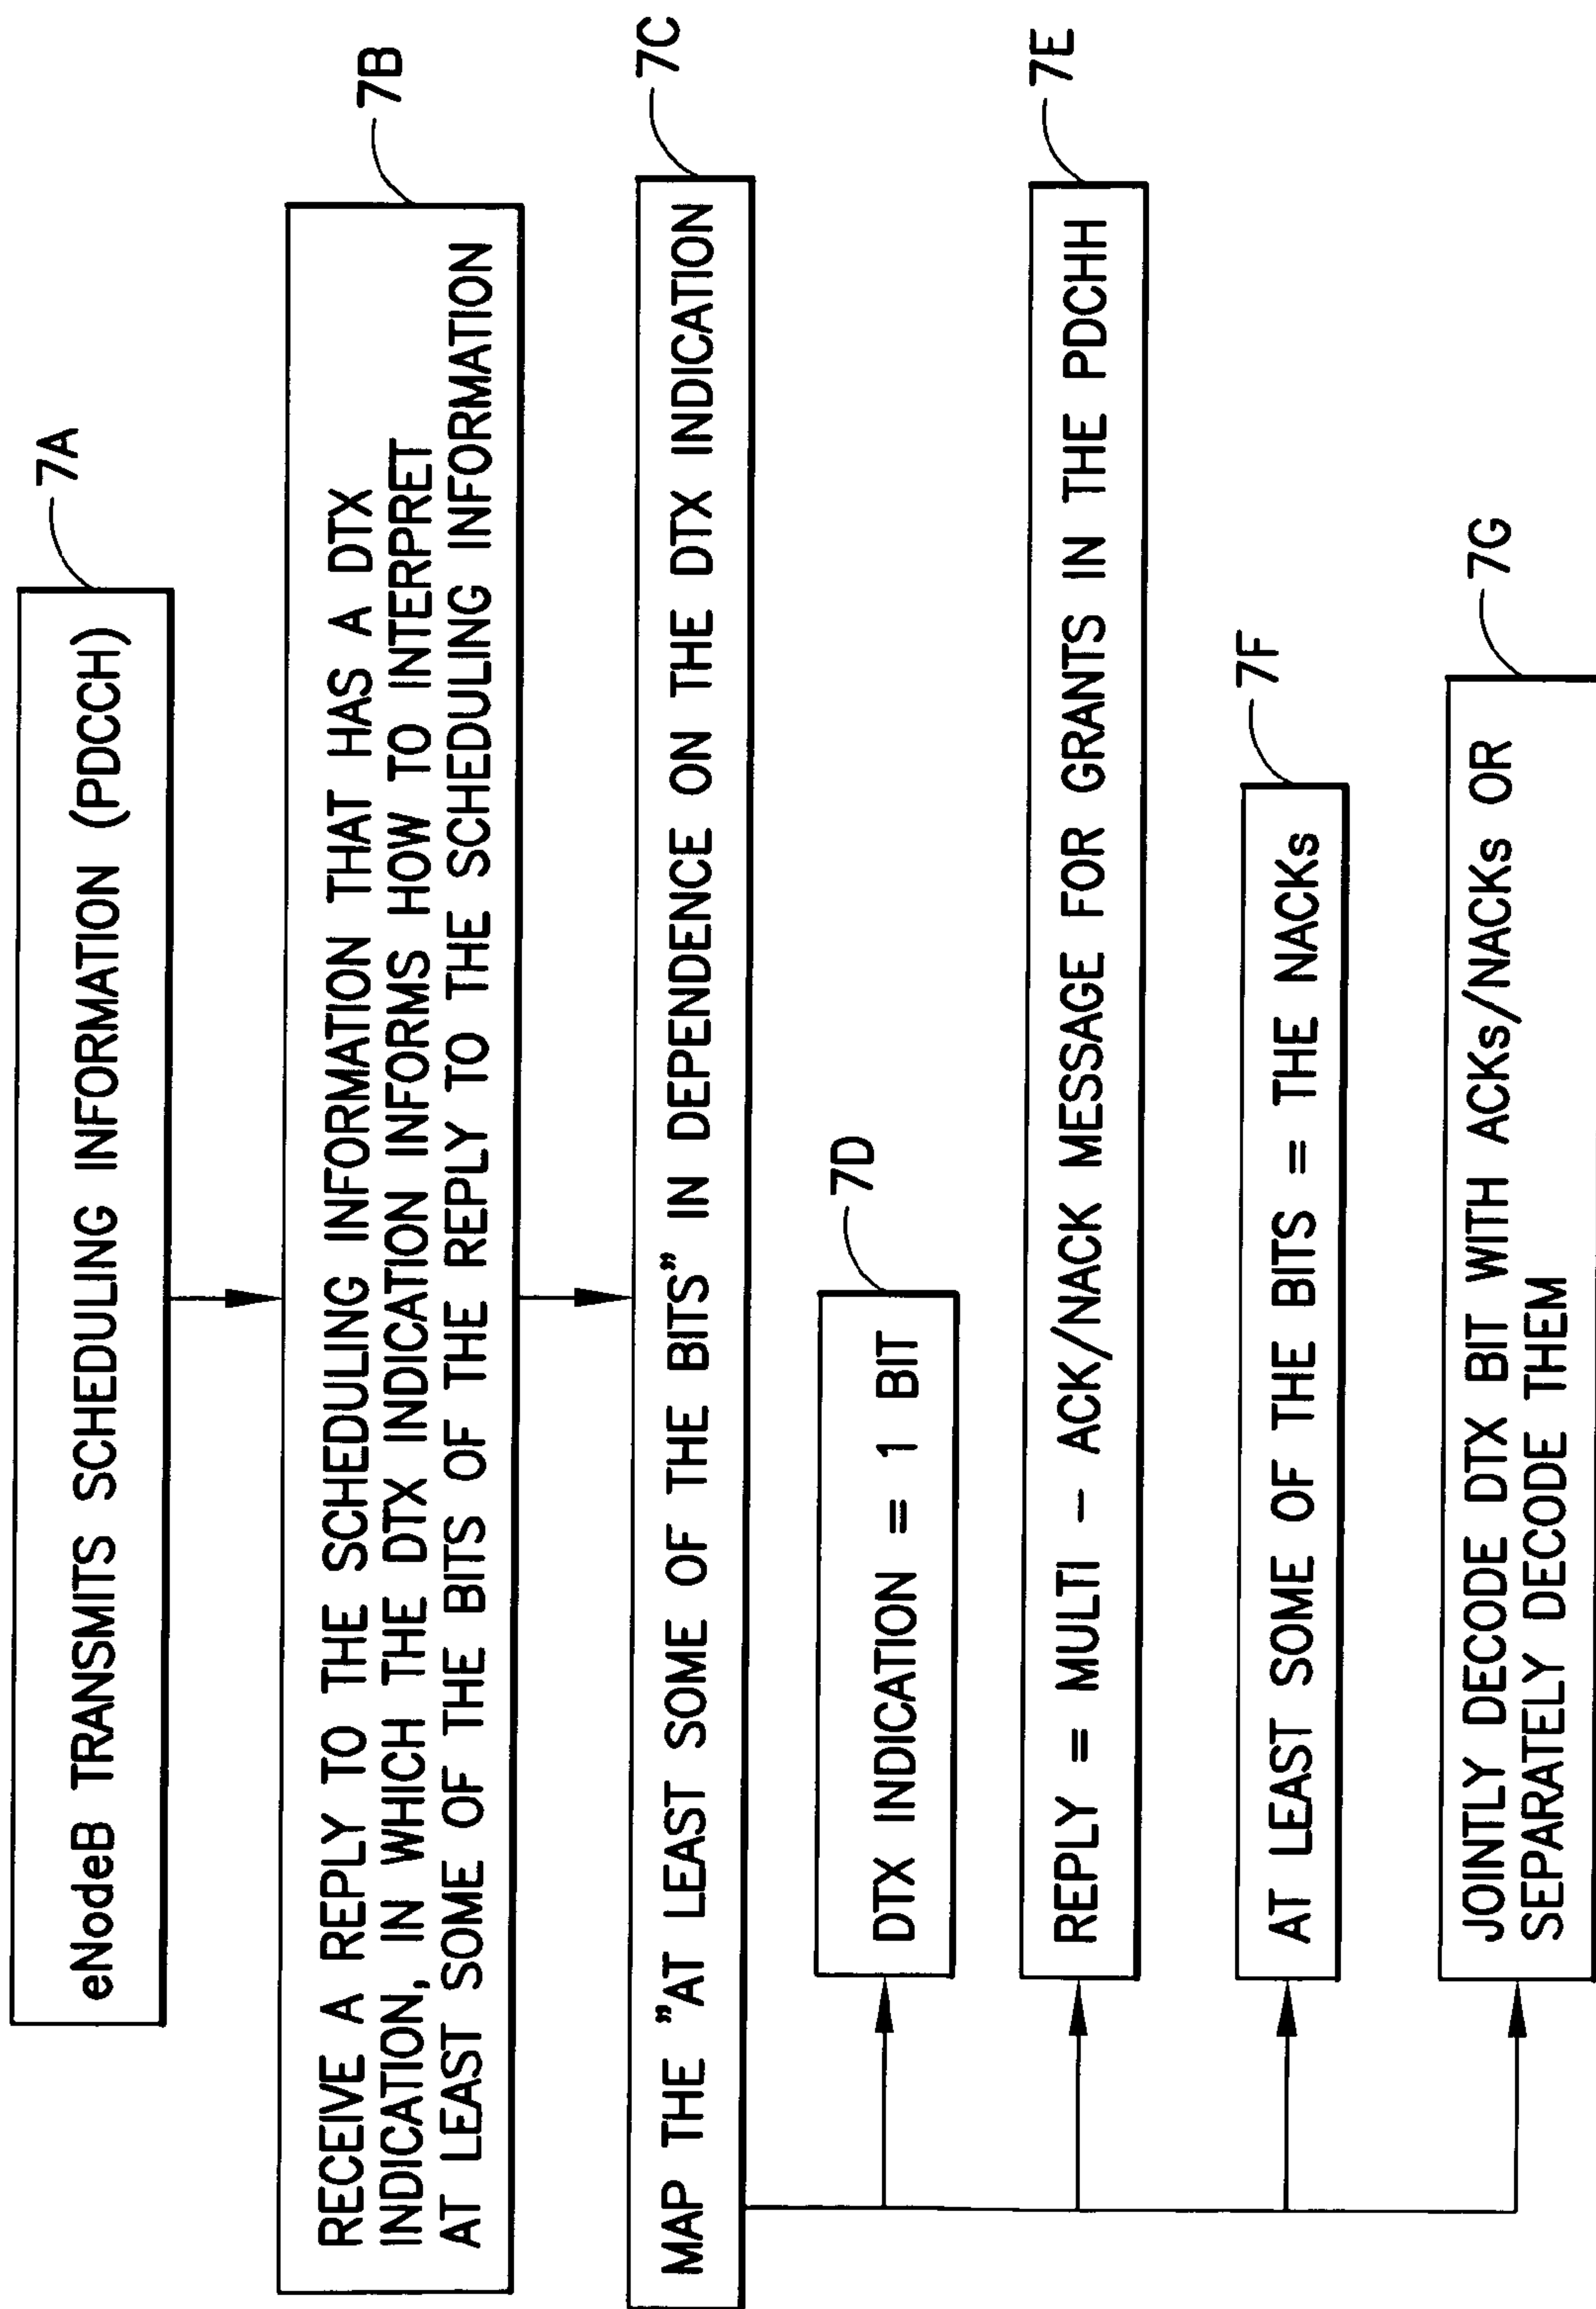 7A
eNodeB TRANSMITS SCHEDULING INFORMATION (PDCCH)
7B
RECEIVE A REPLY TO THE SCHEDULING INFORMATION THAT HAS A DTX
INDICATION, IN WHICH THE DTX INDICATION INFORMS HOW TO INTERPRET
AT LEAST SOME OF THE BITS OF THE REPLY TO THE SCHEDULING INFORMATION
7C
MAP THE "AT LEAST SOME OF THE BITS" IN DEPENDENCE ON THE DTX INDICATION
7D
DTX INDICATION = 1 BIT
7E
REPLY = MULTI - ACK/NACK MESSAGE FOR GRANTS IN THE PDCHH
7F
AT LEAST SOME OF THE BITS = THE NACKs
7G
JOINTLY DECODE DTX BIT WITH ACKs/NACKs OR
SEPARATELY DECODE THEM